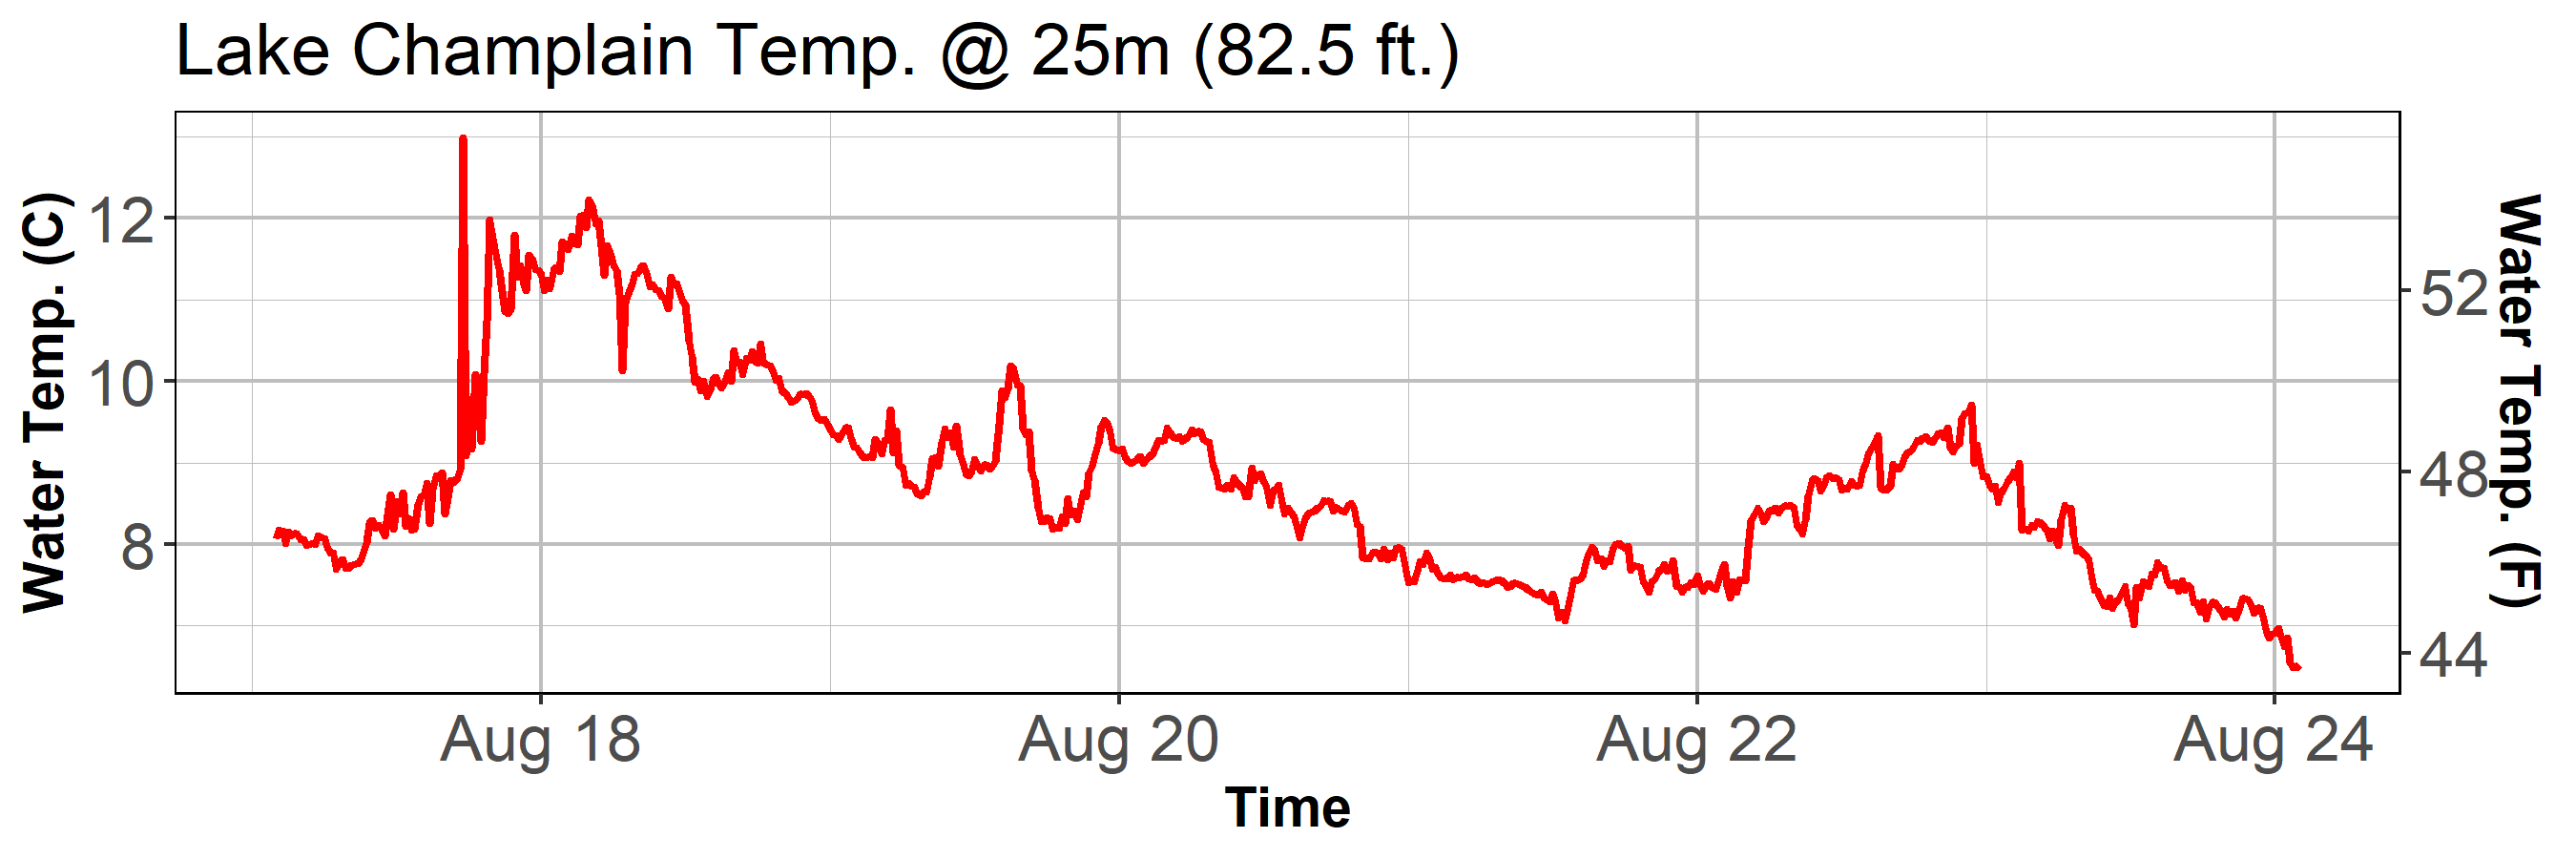 Lake Champlain Temp. @ 25m (82.5 ft.)
Water Temp. (C)
12
10
8
52
48
44
Water Temp. (F)
Aug 18 Aug 20 Aug 22 Aug 24
Time